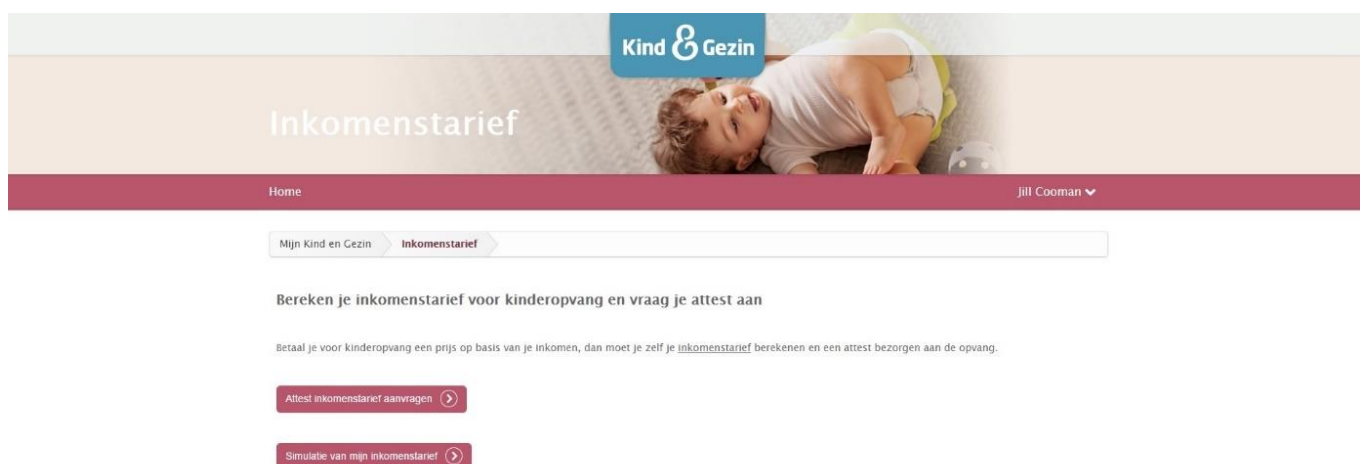 Kind & Gezin
Inkomenstarief
Home
Jill Cooman
Mijn Kind en Gezin
Inkomenstarief
Bereken je inkomenstarief voor kinderopvang en vraag je attest aan
Betaal je voor kinderopvang een prijs op basis van je inkomen, dan moet je zelf je inkomenstarief berekenen en een attest bezorgen aan de opvang.
Attest inkomenstarief aanvragen
Simulatie van mijn inkomenstarief